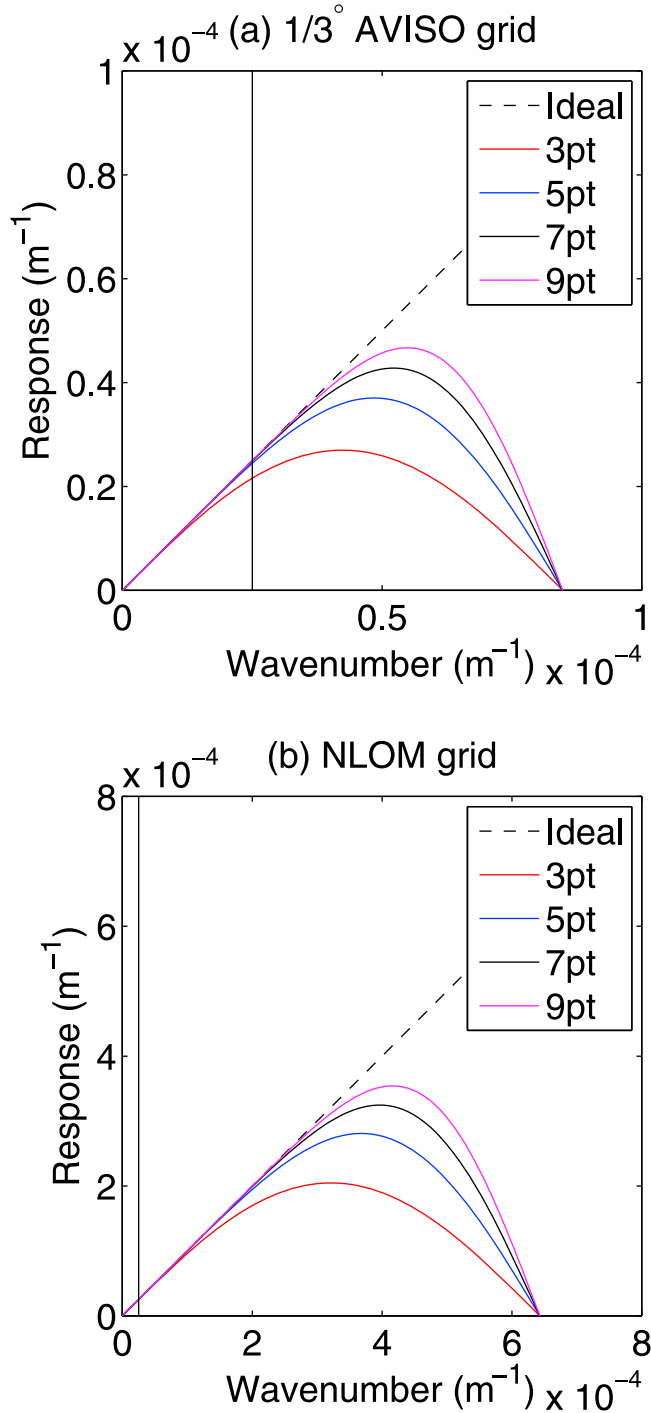 x 10⁻⁴ (a) 1/3° AVISO grid
1
0.8
0.6
0.4
0.2
0
Response (m⁻¹)
Ideal
3pt
5pt
7pt
9pt
0 0.5 1
Wavenumber (m⁻¹) x 10⁻⁴
x 10⁻⁴ (b) NLOM grid
8
6
4
2
0
Response (m⁻¹)
Ideal
3pt
5pt
7pt
9pt
0 2 4 6 8
Wavenumber (m⁻¹) x 10⁻⁴